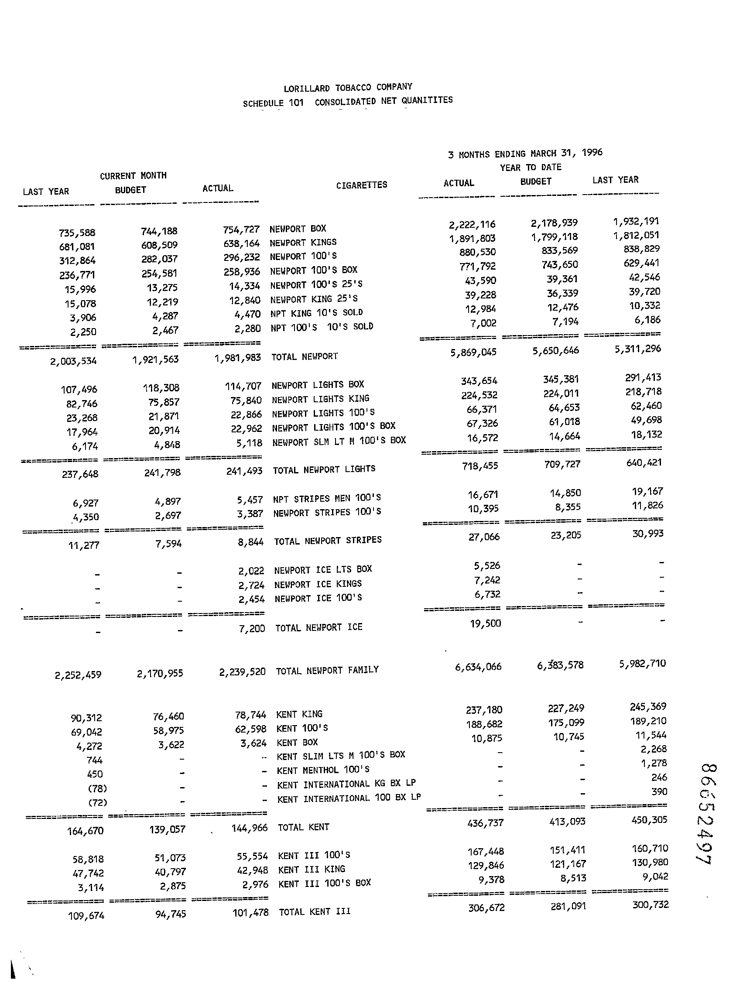 LORILLARD TOBACCO COMPANY
SCHEDULE 101 CONSOLIDATED NET QUANITITES
3 MONTHS ENDING MARCH 31, 1996
CURRENT MONTH YEAR TO DATE
LAST YEAR BUDGET ACTUAL CIGARETTES ACTUAL BUDGET LAST YEAR
735,588 744,188 754,727 NEWPORT BOX 2,222,116 2,178,939 1,932,191
681,081 608,509 638,164 NEWPORT KINGS 1,891,803 1,799,118 1,812,051
312,864 282,037 296,232 NEWPORT 100'S 880,530 833,569 838,829
236,771 254,581 258,936 NEWPORT 100'S BOX 771,792 743,650 629,441
15,996 13,275 14,334 NEWPORT 100'S 25'S 43,590 39,361 42,546
15,078 12,219 12,840 NEWPORT KING 25'S 39,228 36,339 39,720
3,906 4,287 4,470 NPT KING 10'S SOLD 12,984 12,476 10,332
2,250 2,467 2,280 NPT 100'S 10'S SOLD 7,002 7,194 6,186
2,003,534 1,921,563 1,981,983 TOTAL NEWPORT 5,869,045 5,650,646 5,311,296
107,496 118,308 114,707 NEWPORT LIGHTS BOX 343,654 345,381 291,413
82,746 75,857 75,840 NEWPORT LIGHTS KING 224,532 224,011 218,718
23,268 21,871 22,866 NEWPORT LIGHTS 100'S 66,371 64,653 62,460
17,964 20,914 22,962 NEWPORT LIGHTS 100'S BOX 67,326 61,018 49,698
6,174 4,848 5,118 NEWPORT SLM LT M 100'S BOX 16,572 14,664 18,132
237,648 241,798 241,493 TOTAL NEWPORT LIGHTS 718,455 709,727 640,421
6,927 4,897 5,457 NPT STRIPES MEN 100'S 16,671 14,850 19,167
4,350 2,697 3,387 NEWPORT STRIPES 100'S 10,395 8,355 11,826
11,277 7,594 8,844 TOTAL NEWPORT STRIPES 27,066 23,205 30,993
- - 2,022 NEWPORT ICE LTS BOX 5,526 - -
- - 2,724 NEWPORT ICE KINGS 7,242 - -
- - 2,454 NEWPORT ICE 100'S 6,732 - -
- - 7,200 TOTAL NEWPORT ICE 19,500 - -
2,252,459 2,170,955 2,239,520 TOTAL NEWPORT FAMILY 6,634,066 6,383,578 5,982,710
90,312 76,460 78,744 KENT KING 237,180 227,249 245,369
69,042 58,975 62,598 KENT 100'S 188,682 175,099 189,210
4,272 3,622 3,624 KENT BOX 10,875 10,745 11,544
744 - - KENT SLIM LTS M 100'S BOX - - 2,268
450 - - KENT MENTHOL 100'S - - 1,278
(78) - - KENT INTERNATIONAL KG BX LP - - 246
(72) - - KENT INTERNATIONAL 100 BX LP - - 390
164,670 139,057 144,966 TOTAL KENT 436,737 413,093 450,305
58,818 51,073 55,554 KENT III 100'S 167,448 151,411 160,710
47,742 40,797 42,948 KENT III KING 129,846 121,167 130,980
3,114 2,875 2,976 KENT III 100'S BOX 9,378 8,513 9,042
109,674 94,745 101,478 TOTAL KENT III 306,672 281,091 300,732
86652497